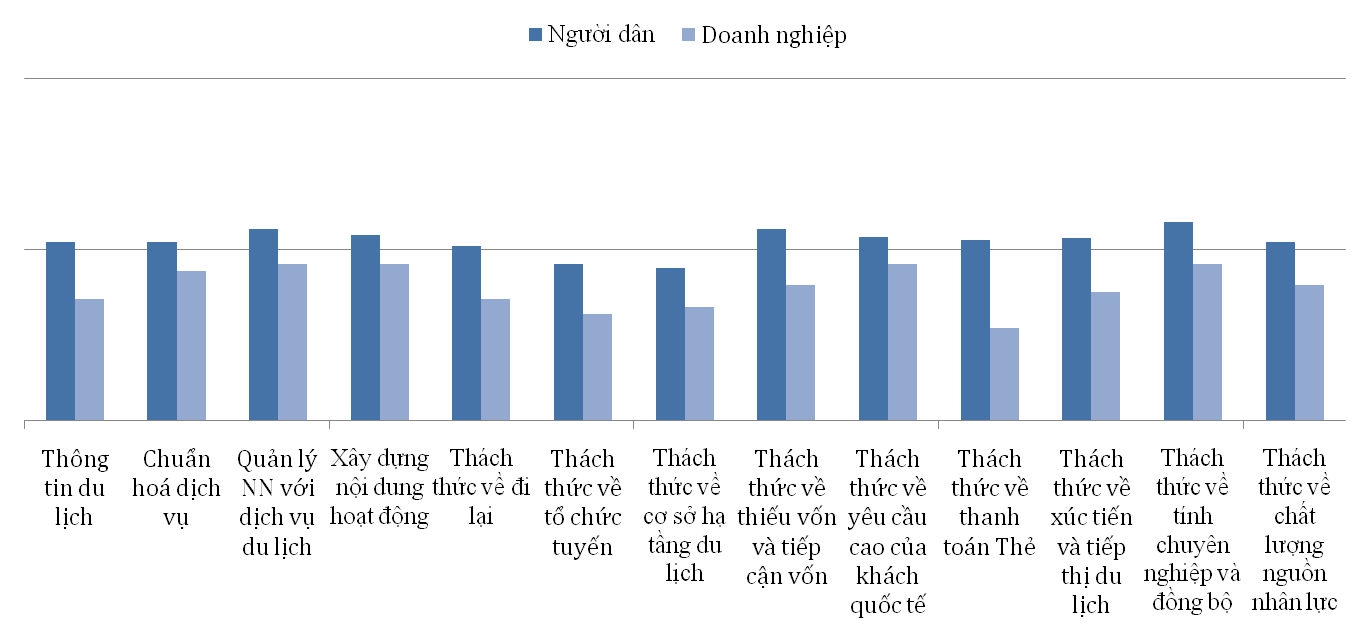 Người dân
Doanh nghiệp
Thông
tin du
lịch
Chuẩn
hoá dịch
vụ
Quản lý
NN với
dịch vụ
du lịch
Xây dựng
nội dung
hoạt động
Thách
thức về đi
lại
Thách
thức về
tổ chức
tuyến
Thách
thức về
cơ sở hạ
tầng du
lịch
Thách
thức về
thiếu vốn
và tiếp
cận vốn
Thách
thức về
yêu cầu
cao của
khách
quốc tế
Thách
thức về
thanh
toán Thẻ
Thách
thức về
xúc tiến
và tiếp
thị du
lịch
Thách
thức về
tính
chuyên
nghiệp và
đồng bộ
Thách
thức về
chất
lượng
nguồn
nhân lực